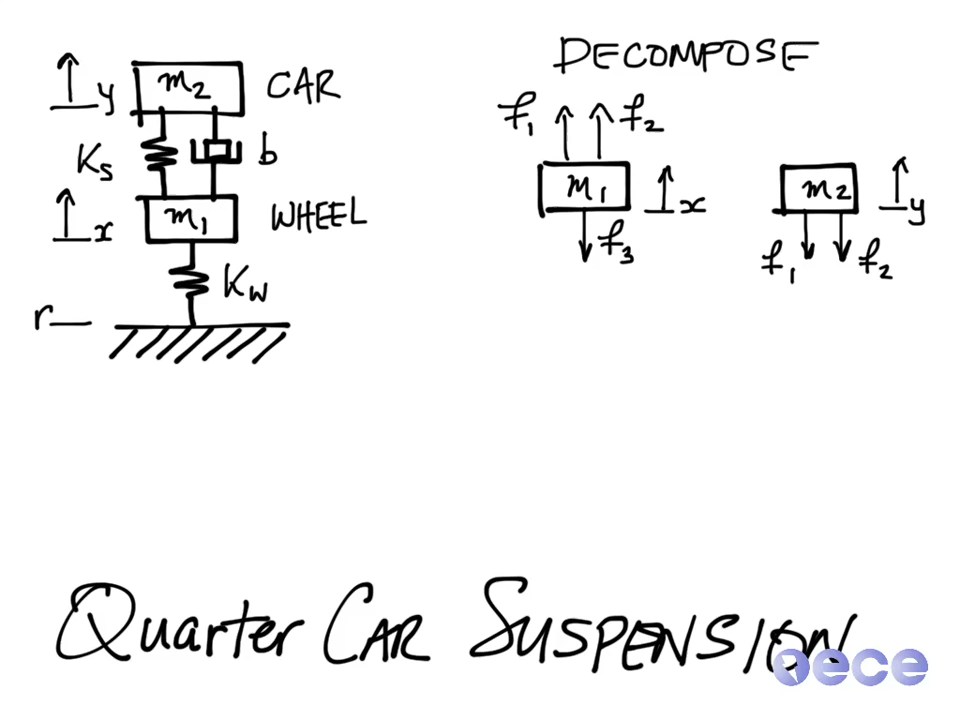 DECOMPOSE
y m₂ CAR
Ks b
x m₁ WHEEL
Kw
r
f₁ f₂
m₁ x
f₃
m₂ y
f₁ f₂
Quarter CAR SUSPENSION
ece